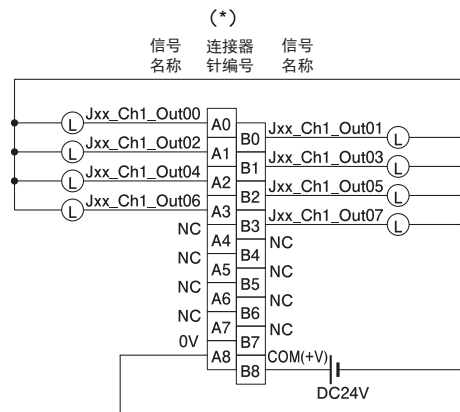 (*)
信号 连接器 信号
名称 针编号 名称
L Jxx_Ch1_Out00 A0
B0 Jxx_Ch1_Out01 L
L Jxx_Ch1_Out02 A1
B1 Jxx_Ch1_Out03 L
L Jxx_Ch1_Out04 A2
B2 Jxx_Ch1_Out05 L
L Jxx_Ch1_Out06 A3
B3 Jxx_Ch1_Out07 L
NC A4
B4 NC
NC A5
B5 NC
NC A6
B6 NC
NC A7
B7 NC
0V A8
B8 COM(+V)
DC24V